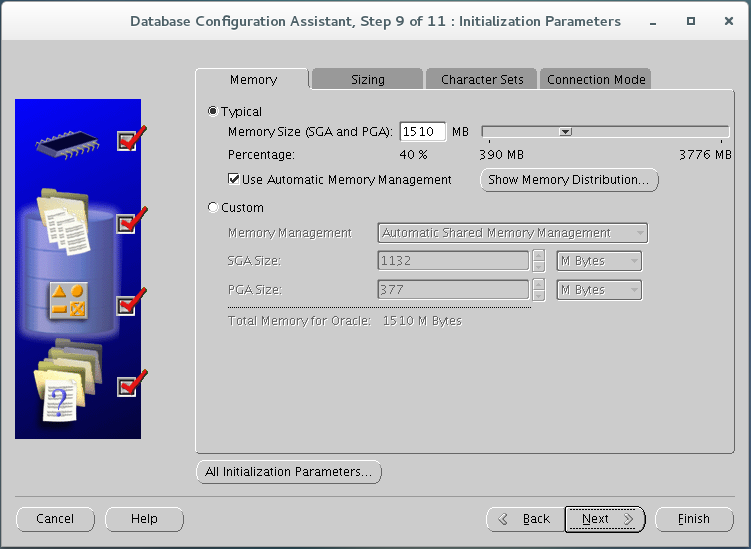 Database Configuration Assistant, Step 9 of 11 : Initialization Parameters
Memory Sizing Character Sets Connection Mode
Typical
Memory Size (SGA and PGA): 1510 MB
Percentage: 40 % 390 MB 3776 MB
Use Automatic Memory Management Show Memory Distribution...
Custom
Memory Management Automatic Shared Memory Management
SGA Size: 1132 M Bytes
PGA Size: 377 M Bytes
Total Memory for Oracle: 1510 M Bytes
?
All Initialization Parameters...
Cancel Help Back Next Finish